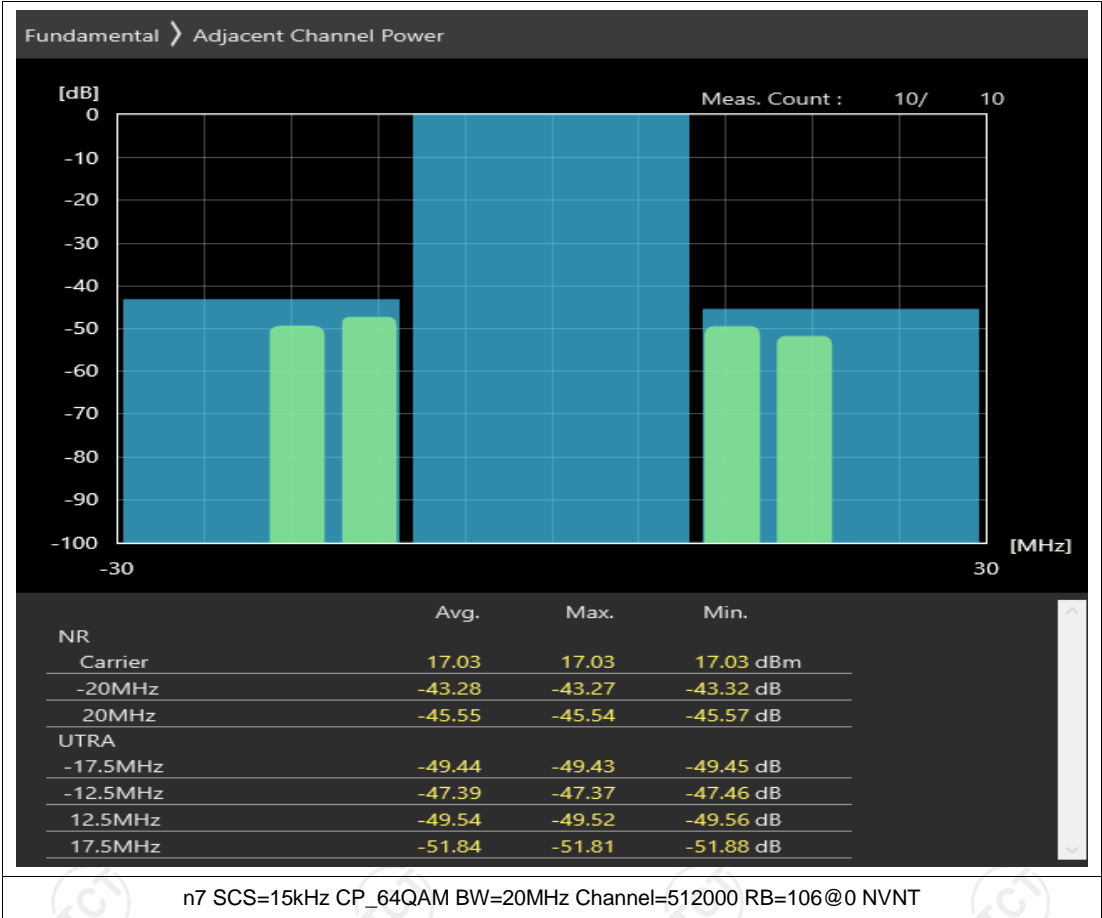 Fundamental ❯ Adjacent Channel Power
[dB]
Meas. Count : 10/ 10
0
-10
-20
-30
-40
-50
-60
-70
-80
-90
-100
[MHz]
-30 30
Avg. Max. Min.
NR
Carrier 17.03 17.03 17.03 dBm
-20MHz -43.28 -43.27 -43.32 dB
20MHz -45.55 -45.54 -45.57 dB
UTRA
-17.5MHz -49.44 -49.43 -49.45 dB
-12.5MHz -47.39 -47.37 -47.46 dB
12.5MHz -49.54 -49.52 -49.56 dB
17.5MHz -51.84 -51.81 -51.88 dB
n7 SCS=15kHz CP_64QAM BW=20MHz Channel=512000 RB=106@0 NVNT
TCT TCT TCT TCT